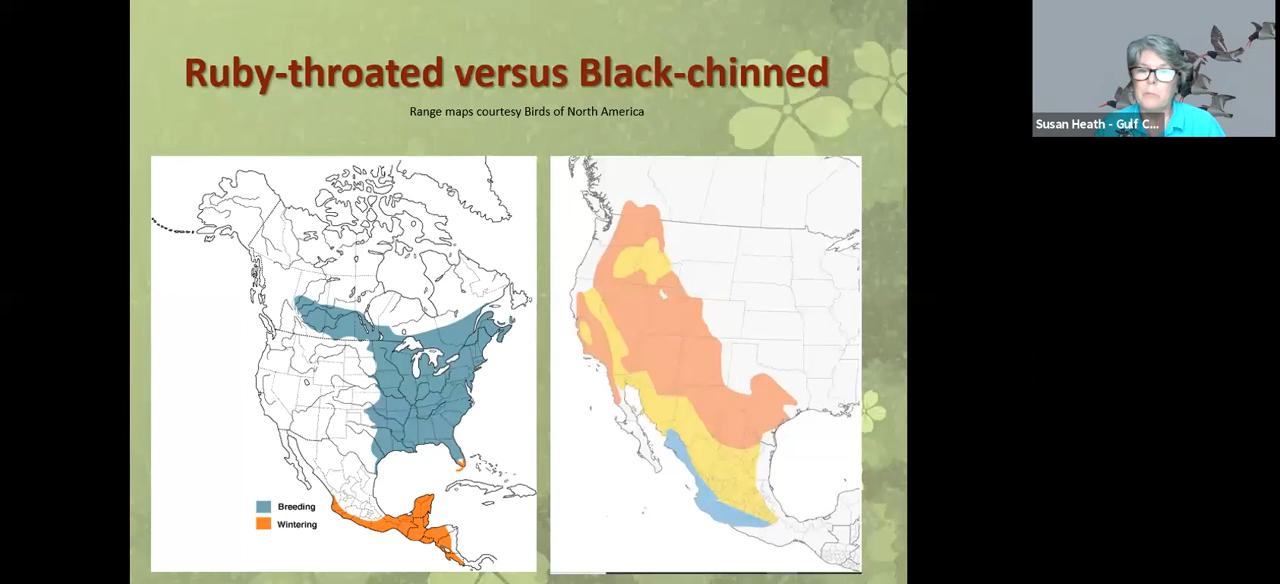 Ruby-throated versus Black-chinned
Range maps courtesy Birds of North America
Susan Heath - Gulf C...
Breeding
Wintering